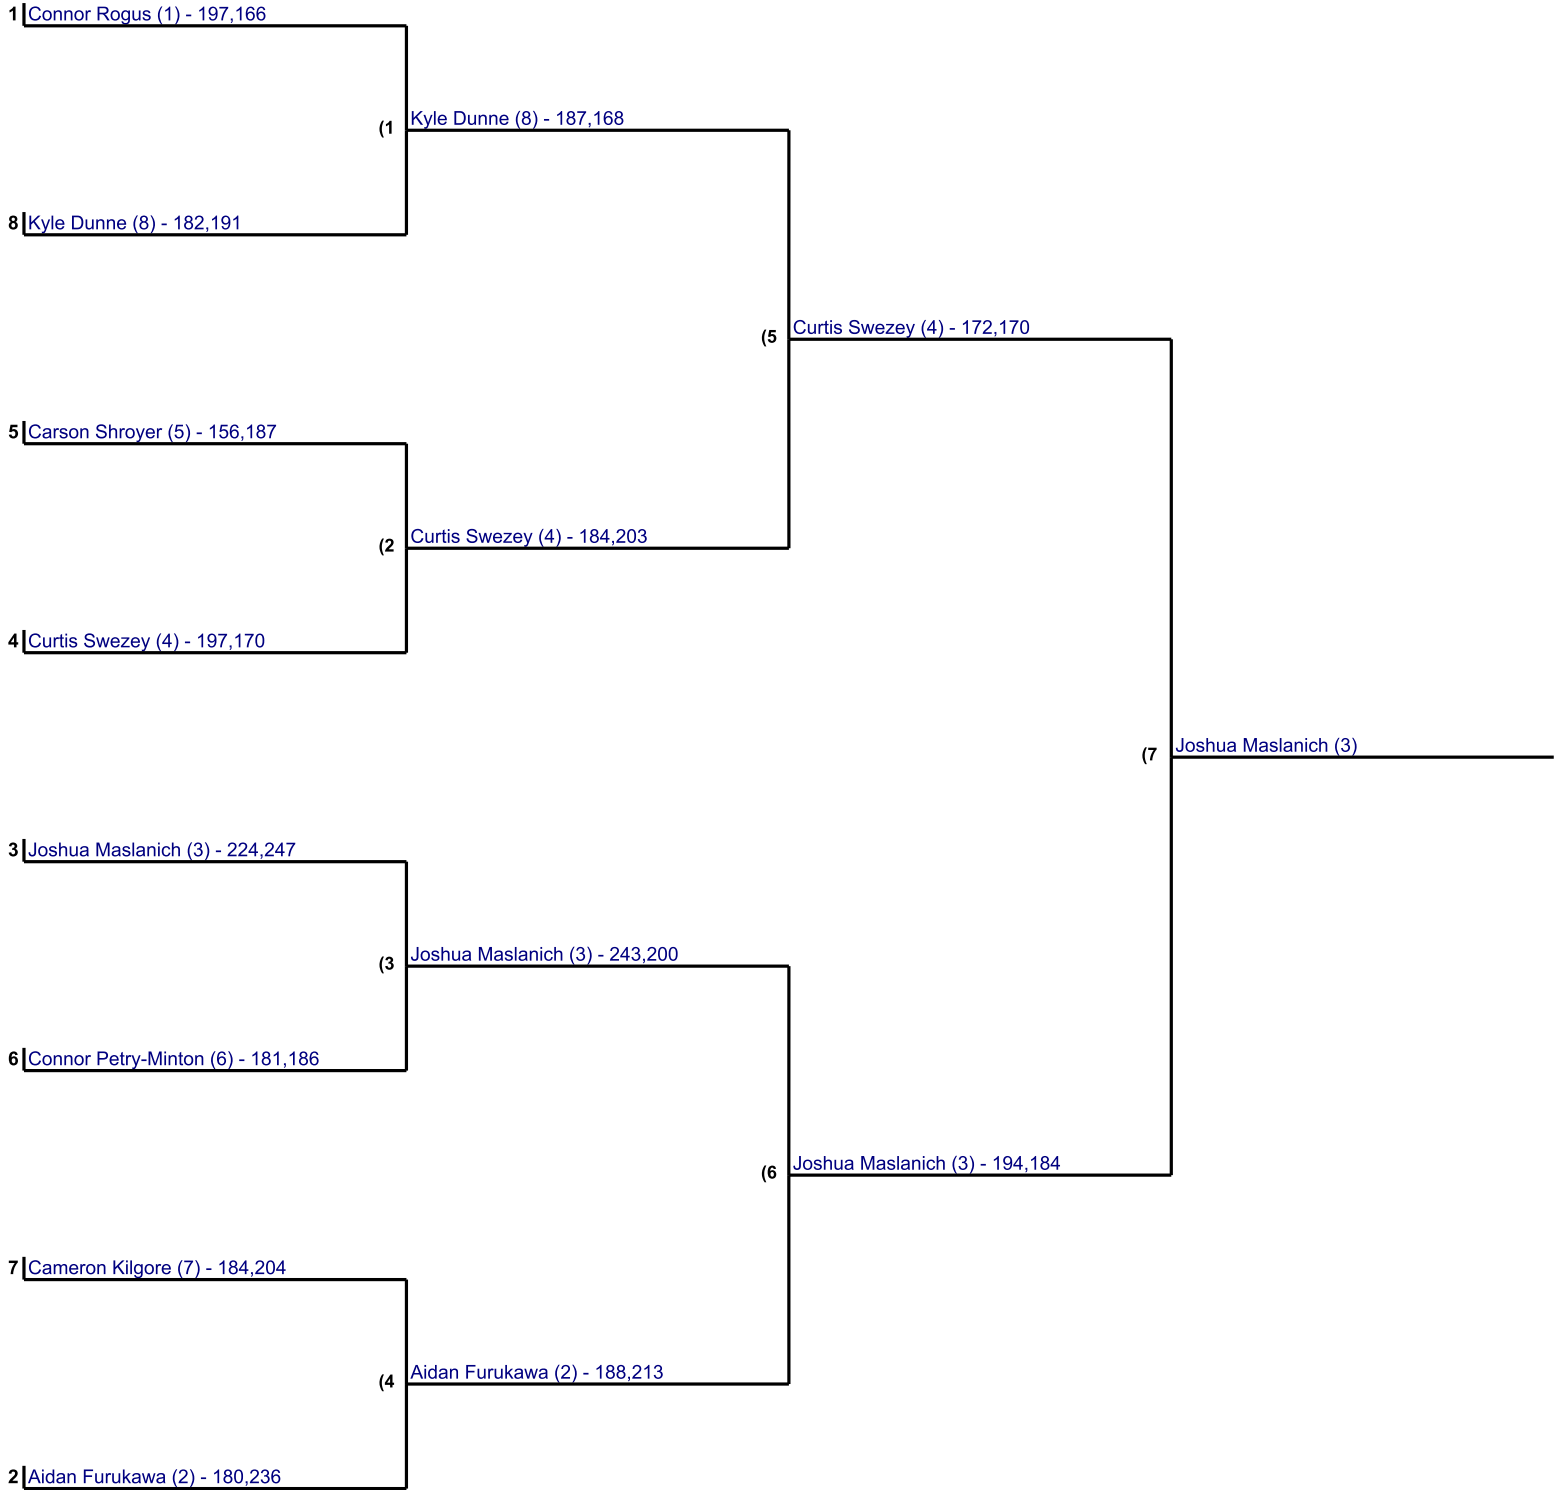 1 Connor Rogus (1) - 197,166
(1 Kyle Dunne (8) - 187,168
8 Kyle Dunne (8) - 182,191
(5 Curtis Swezey (4) - 172,170
5 Carson Shroyer (5) - 156,187
(2 Curtis Swezey (4) - 184,203
4 Curtis Swezey (4) - 197,170
(7 Joshua Maslanich (3)
3 Joshua Maslanich (3) - 224,247
(3 Joshua Maslanich (3) - 243,200
6 Connor Petry-Minton (6) - 181,186
(6 Joshua Maslanich (3) - 194,184
7 Cameron Kilgore (7) - 184,204
(4 Aidan Furukawa (2) - 188,213
2 Aidan Furukawa (2) - 180,236